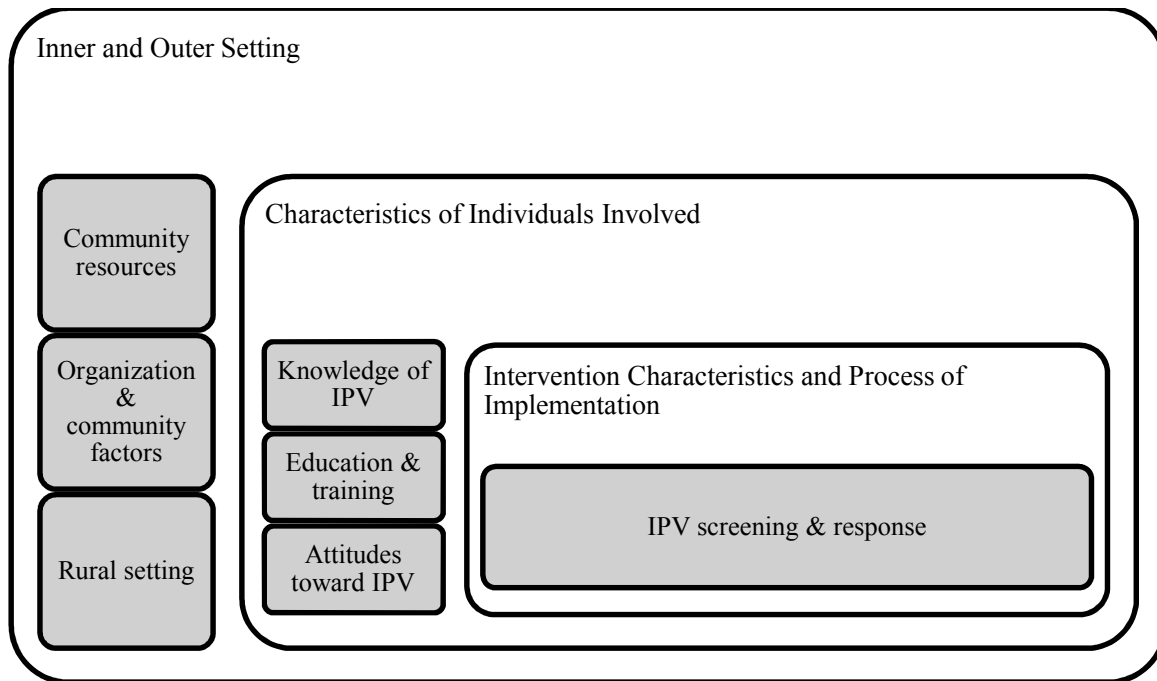 Inner and Outer Setting
Community
resources
Organization
&
community
factors
Rural setting
Characteristics of Individuals Involved
Knowledge of
IPV
Education &
training
Attitudes
toward IPV
Intervention Characteristics and Process of
Implementation
IPV screening & response